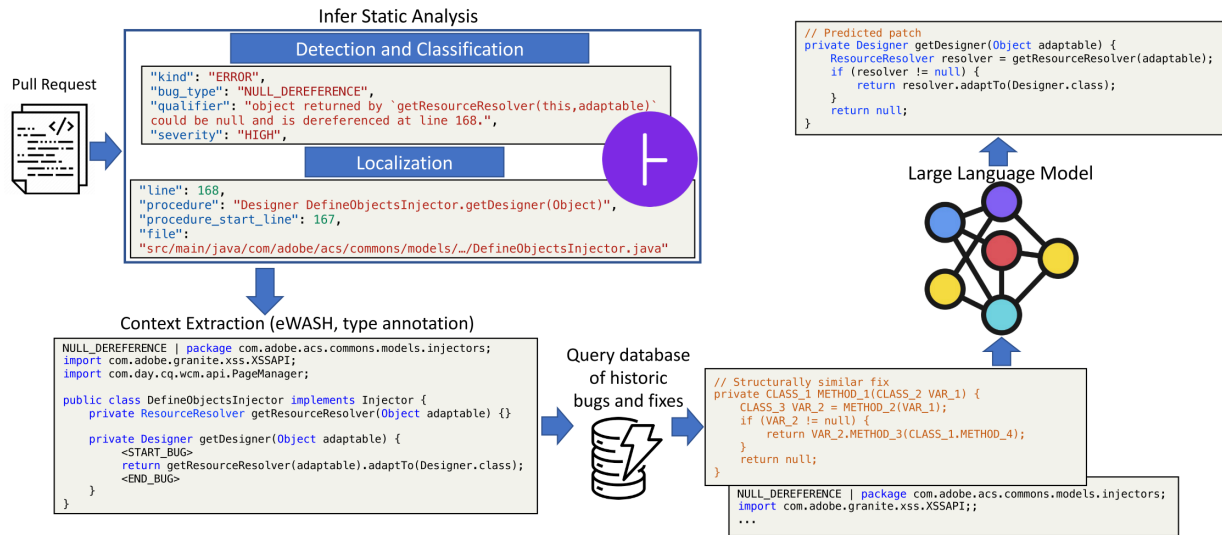 Infer Static Analysis
Pull Request
</>
Detection and Classification
"kind": "ERROR",
"bug_type": "NULL_DEREFERENCE",
"qualifier": "object returned by `getResourceResolver(this,adaptable)`
could be null and is dereferenced at line 168.",
"severity": "HIGH",
Localization
"line": 168,
"procedure": "Designer DefineObjectsInjector.getDesigner(Object)",
"procedure_start_line": 167,
"file":
"src/main/java/com/adobe/acs/commons/models/…/DefineObjectsInjector.java"
Context Extraction (eWASH, type annotation)
NULL_DEREFERENCE | package com.adobe.acs.commons.models.injectors;
import com.adobe.granite.xss.XSSAPI;
import com.day.cq.wcm.api.PageManager;
public class DefineObjectsInjector implements Injector {
private ResourceResolver getResourceResolver(Object adaptable) {}
private Designer getDesigner(Object adaptable) {
<START_BUG>
return getResourceResolver(adaptable).adaptTo(Designer.class);
<END_BUG>
}
}
Query database
of historic
bugs and fixes
// Structurally similar fix
private CLASS_1 METHOD_1(CLASS_2 VAR_1) {
CLASS_3 VAR_2 = METHOD_2(VAR_1);
if (VAR_2 != null) {
return VAR_2.METHOD_3(CLASS_1.METHOD_4);
}
return null;
}
NULL_DEREFERENCE | package com.adobe.acs.commons.models.injectors;
import com.adobe.granite.xss.XSSAPI;;
...
Large Language Model
// Predicted patch
private Designer getDesigner(Object adaptable) {
ResourceResolver resolver = getResourceResolver(adaptable);
if (resolver != null) {
return resolver.adaptTo(Designer.class);
}
return null;
}